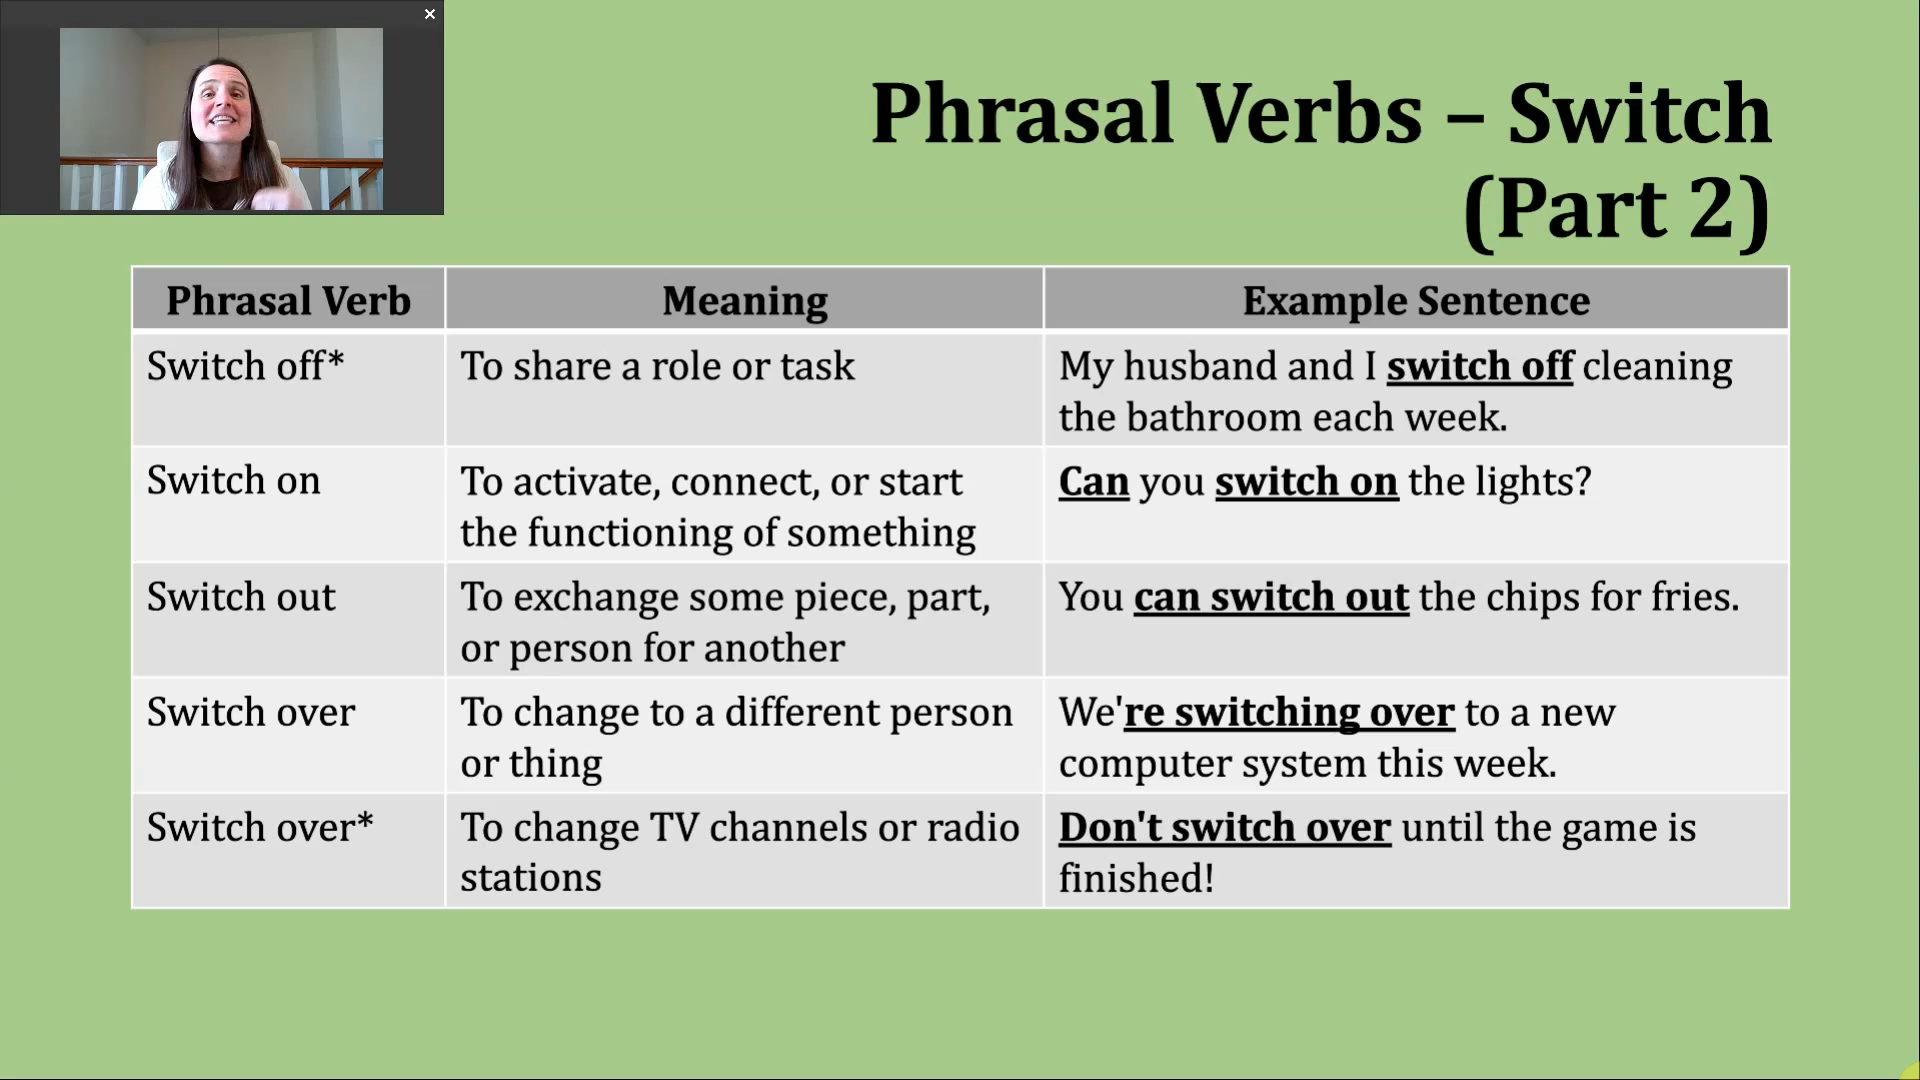 Phrasal Verbs – Switch
(Part 2)
Phrasal Verb
Meaning
Example Sentence
Switch off*
To share a role or task
My husband and I switch off cleaning
the bathroom each week.
Switch on
To activate, connect, or start
the functioning of something
Can you switch on the lights?
Switch out
To exchange some piece, part,
or person for another
You can switch out the chips for fries.
Switch over
To change to a different person
or thing
We're switching over to a new
computer system this week.
Switch over*
To change TV channels or radio
stations
Don't switch over until the game is
finished!